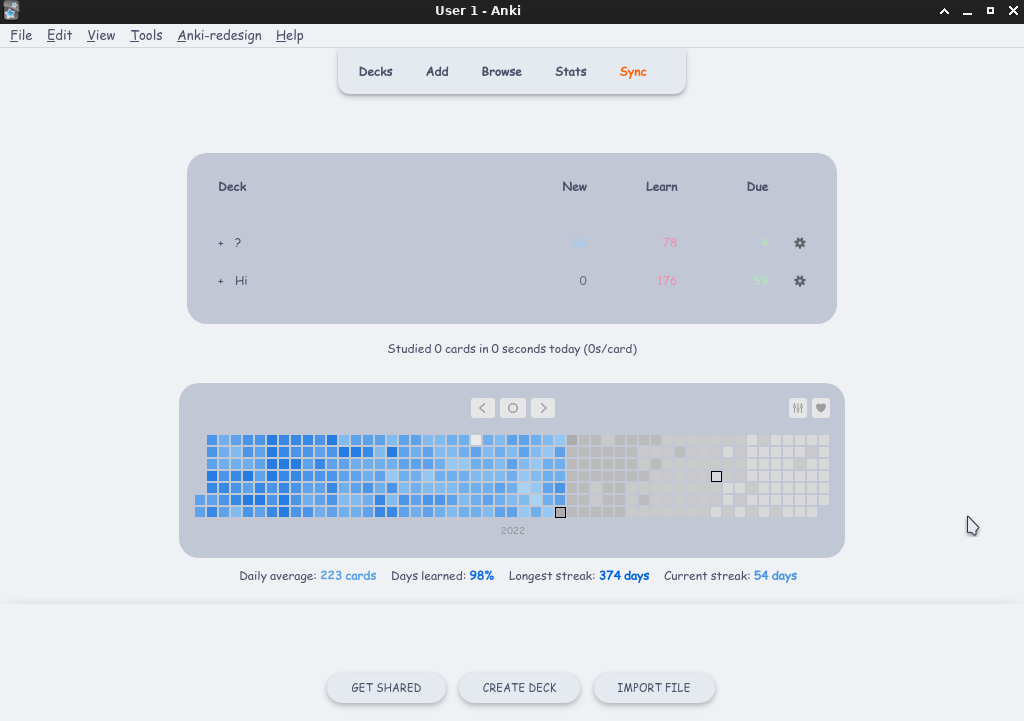 User 1 - Anki
File Edit View Tools Anki-redesign Help
Decks Add Browse Stats Sync
Deck New Learn Due
+ ? 56 78 4
+ Hi 0 176 59
Studied 0 cards in 0 seconds today (0s/card)
2022
Daily average: 223 cards Days learned: 98% Longest streak: 374 days Current streak: 54 days
GET SHARED CREATE DECK IMPORT FILE